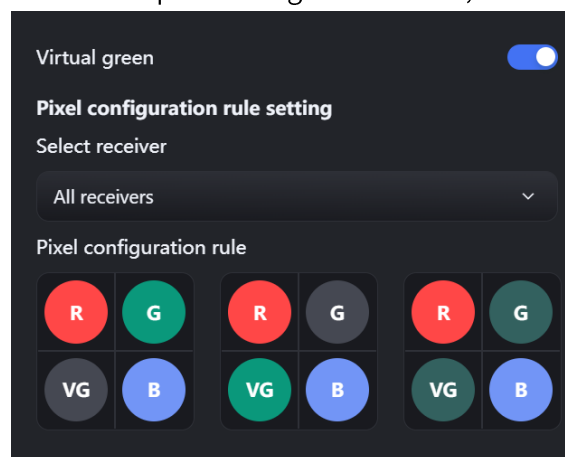 Virtual green
Pixel configuration rule setting
Select receiver
All receivers
Pixel configuration rule
R G R G R G
VG B VG B VG B